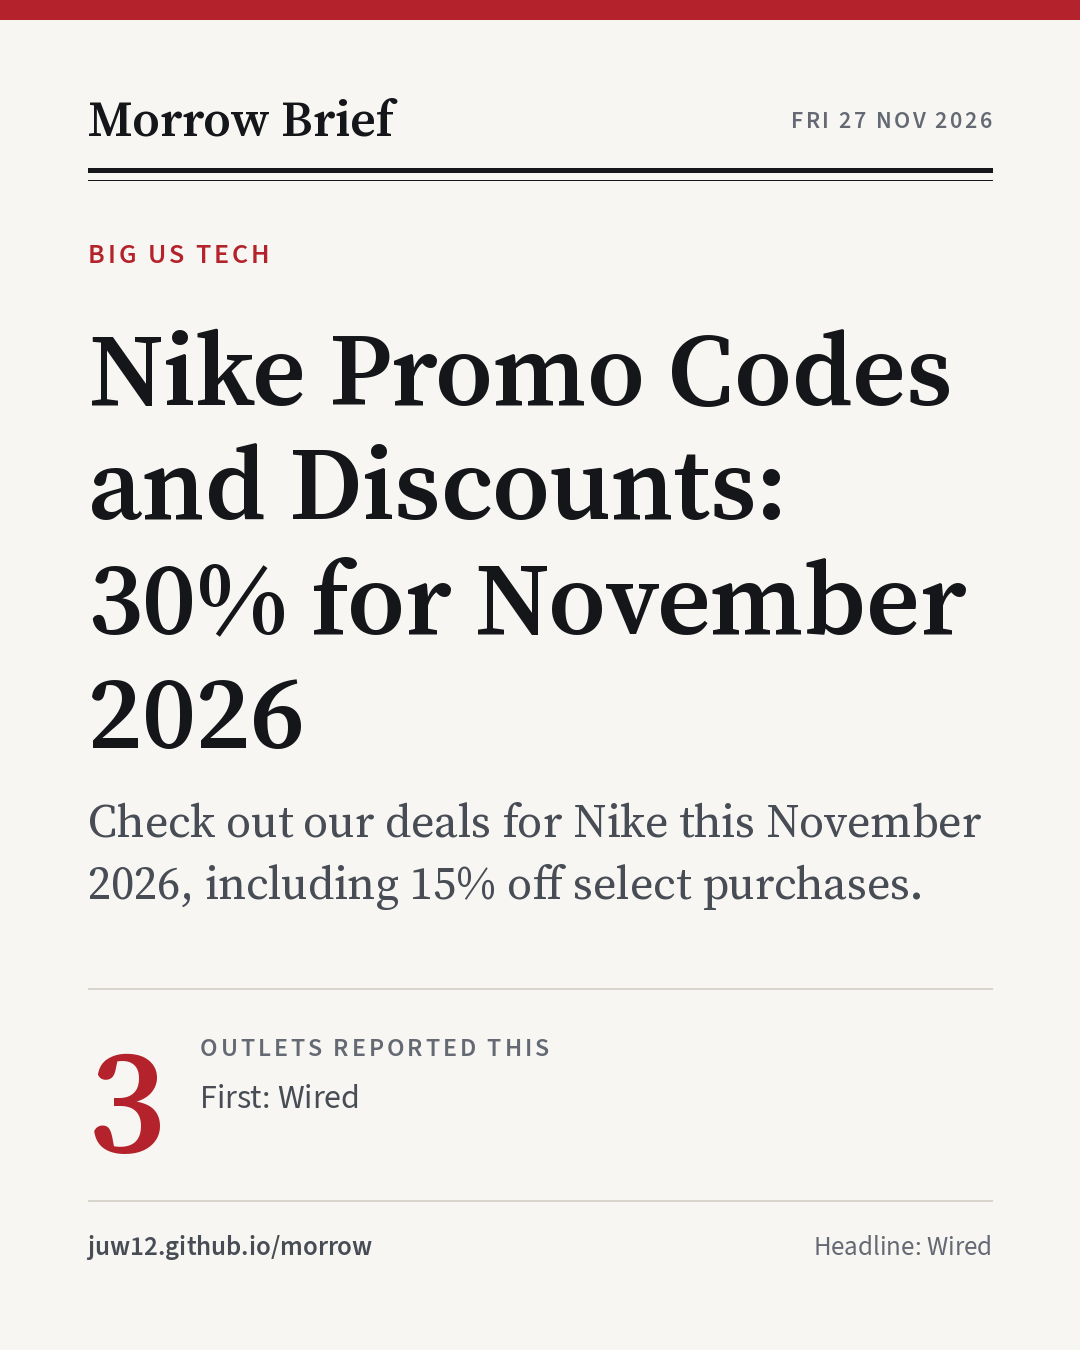 Morrow Brief
FRI 27 NOV 2026
BIG US TECH
Nike Promo Codes
and Discounts:
30% for November
2026
Check out our deals for Nike this November
2026, including 15% off select purchases.
3
OUTLETS REPORTED THIS
First: Wired
juw12.github.io/morrow
Headline: Wired